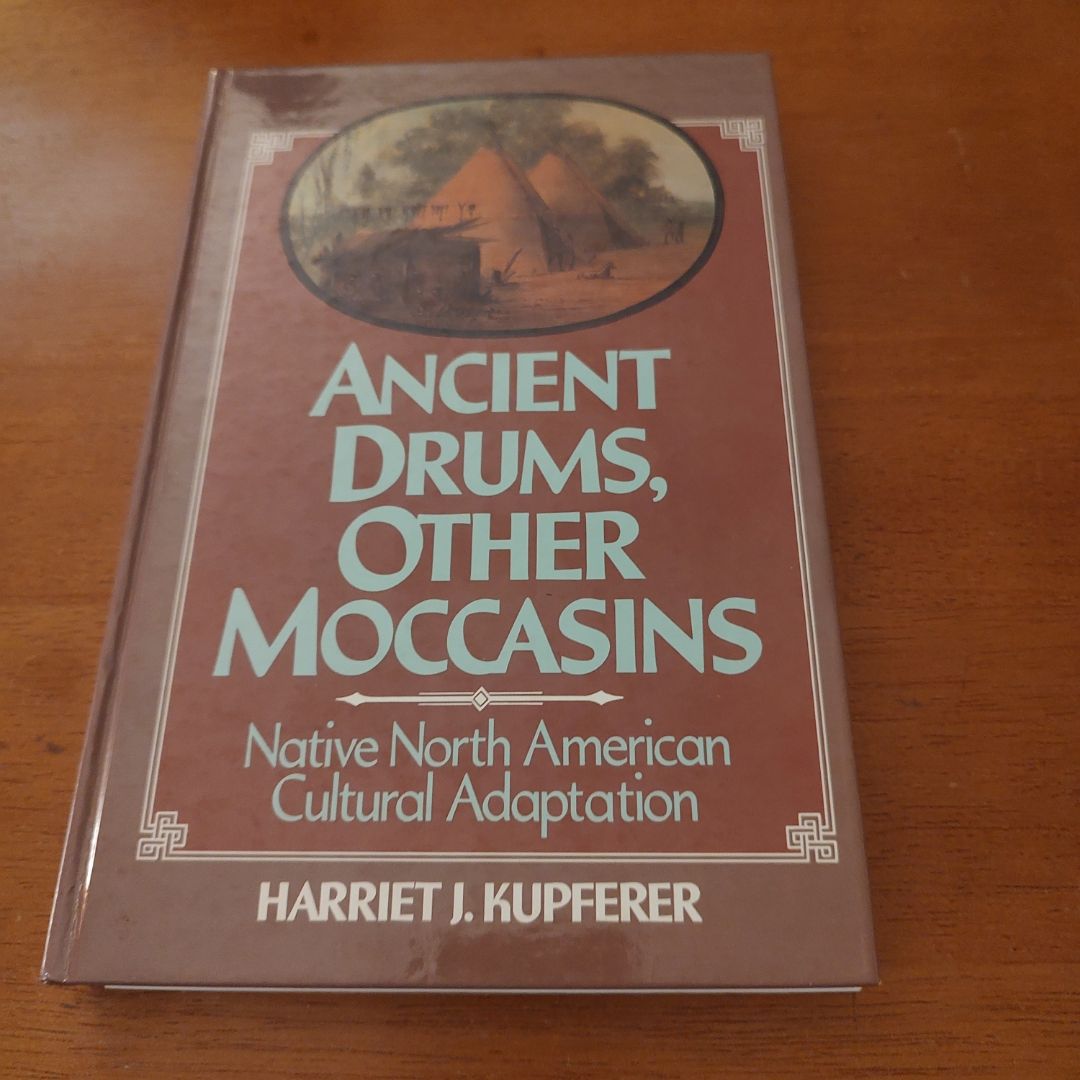 ANCIENT
DRUMS,
OTHER
MOCCASINS
Native North American
Cultural Adaptation
HARRIET J. KUPFERER